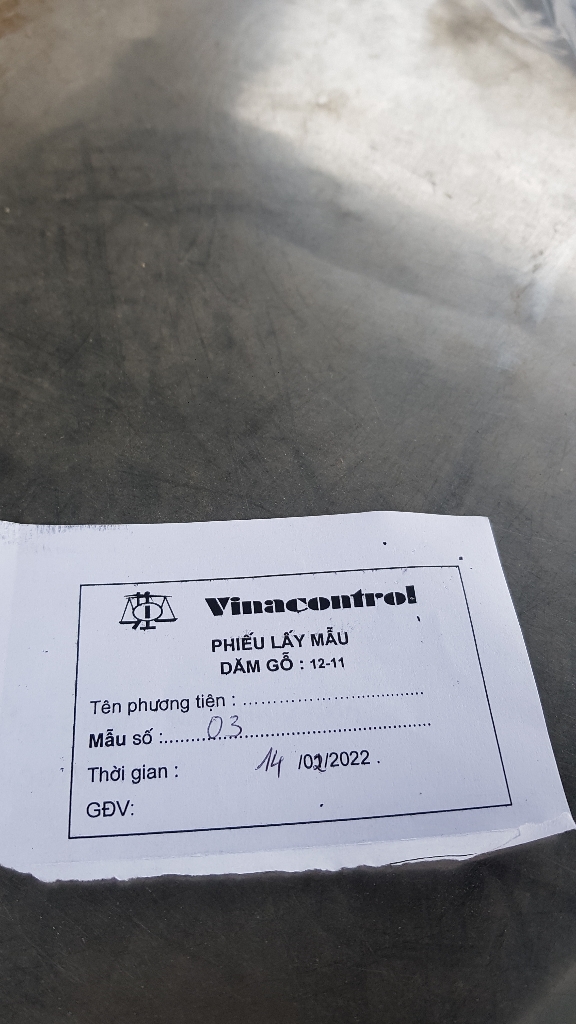 Vinacontrol
PHIẾU LẤY MẪU
DĂM GỖ : 12-11
Tên phương tiện : ................................
Mẫu số :.....03.....................................
Thời gian : 14 /02/2022 .
GĐV: